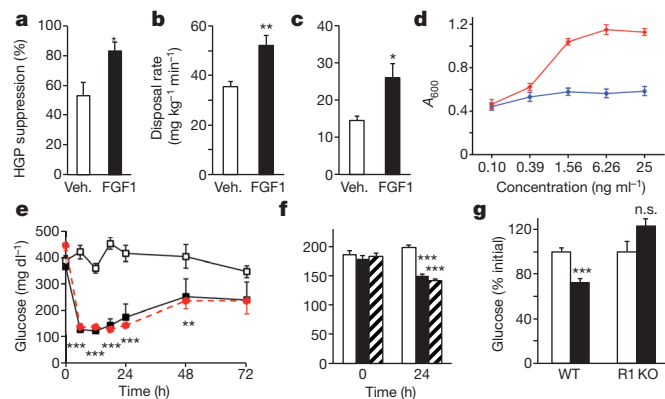 a
HGP suppression (%)
100
80
60
40
20
0
*
Veh. FGF1
b
Disposal rate
(mg kg⁻¹ min⁻¹)
60
40
20
0
**
Veh. FGF1
c
40
30
20
10
0
*
Veh. FGF1
d
A₆₀₀
1.2
0.8
0.4
0
0.10 0.39 1.56 6.26 25
Concentration (ng ml⁻¹)
e
Glucose (mg dl⁻¹)
500
400
300
200
100
0
*** *** *** *** **
0 24 48 72
Time (h)
f
200
150
100
50
0
***
***
0 24
Time (h)
g
Glucose (% initial)
100
50
0
***
n.s.
WT R1 KO